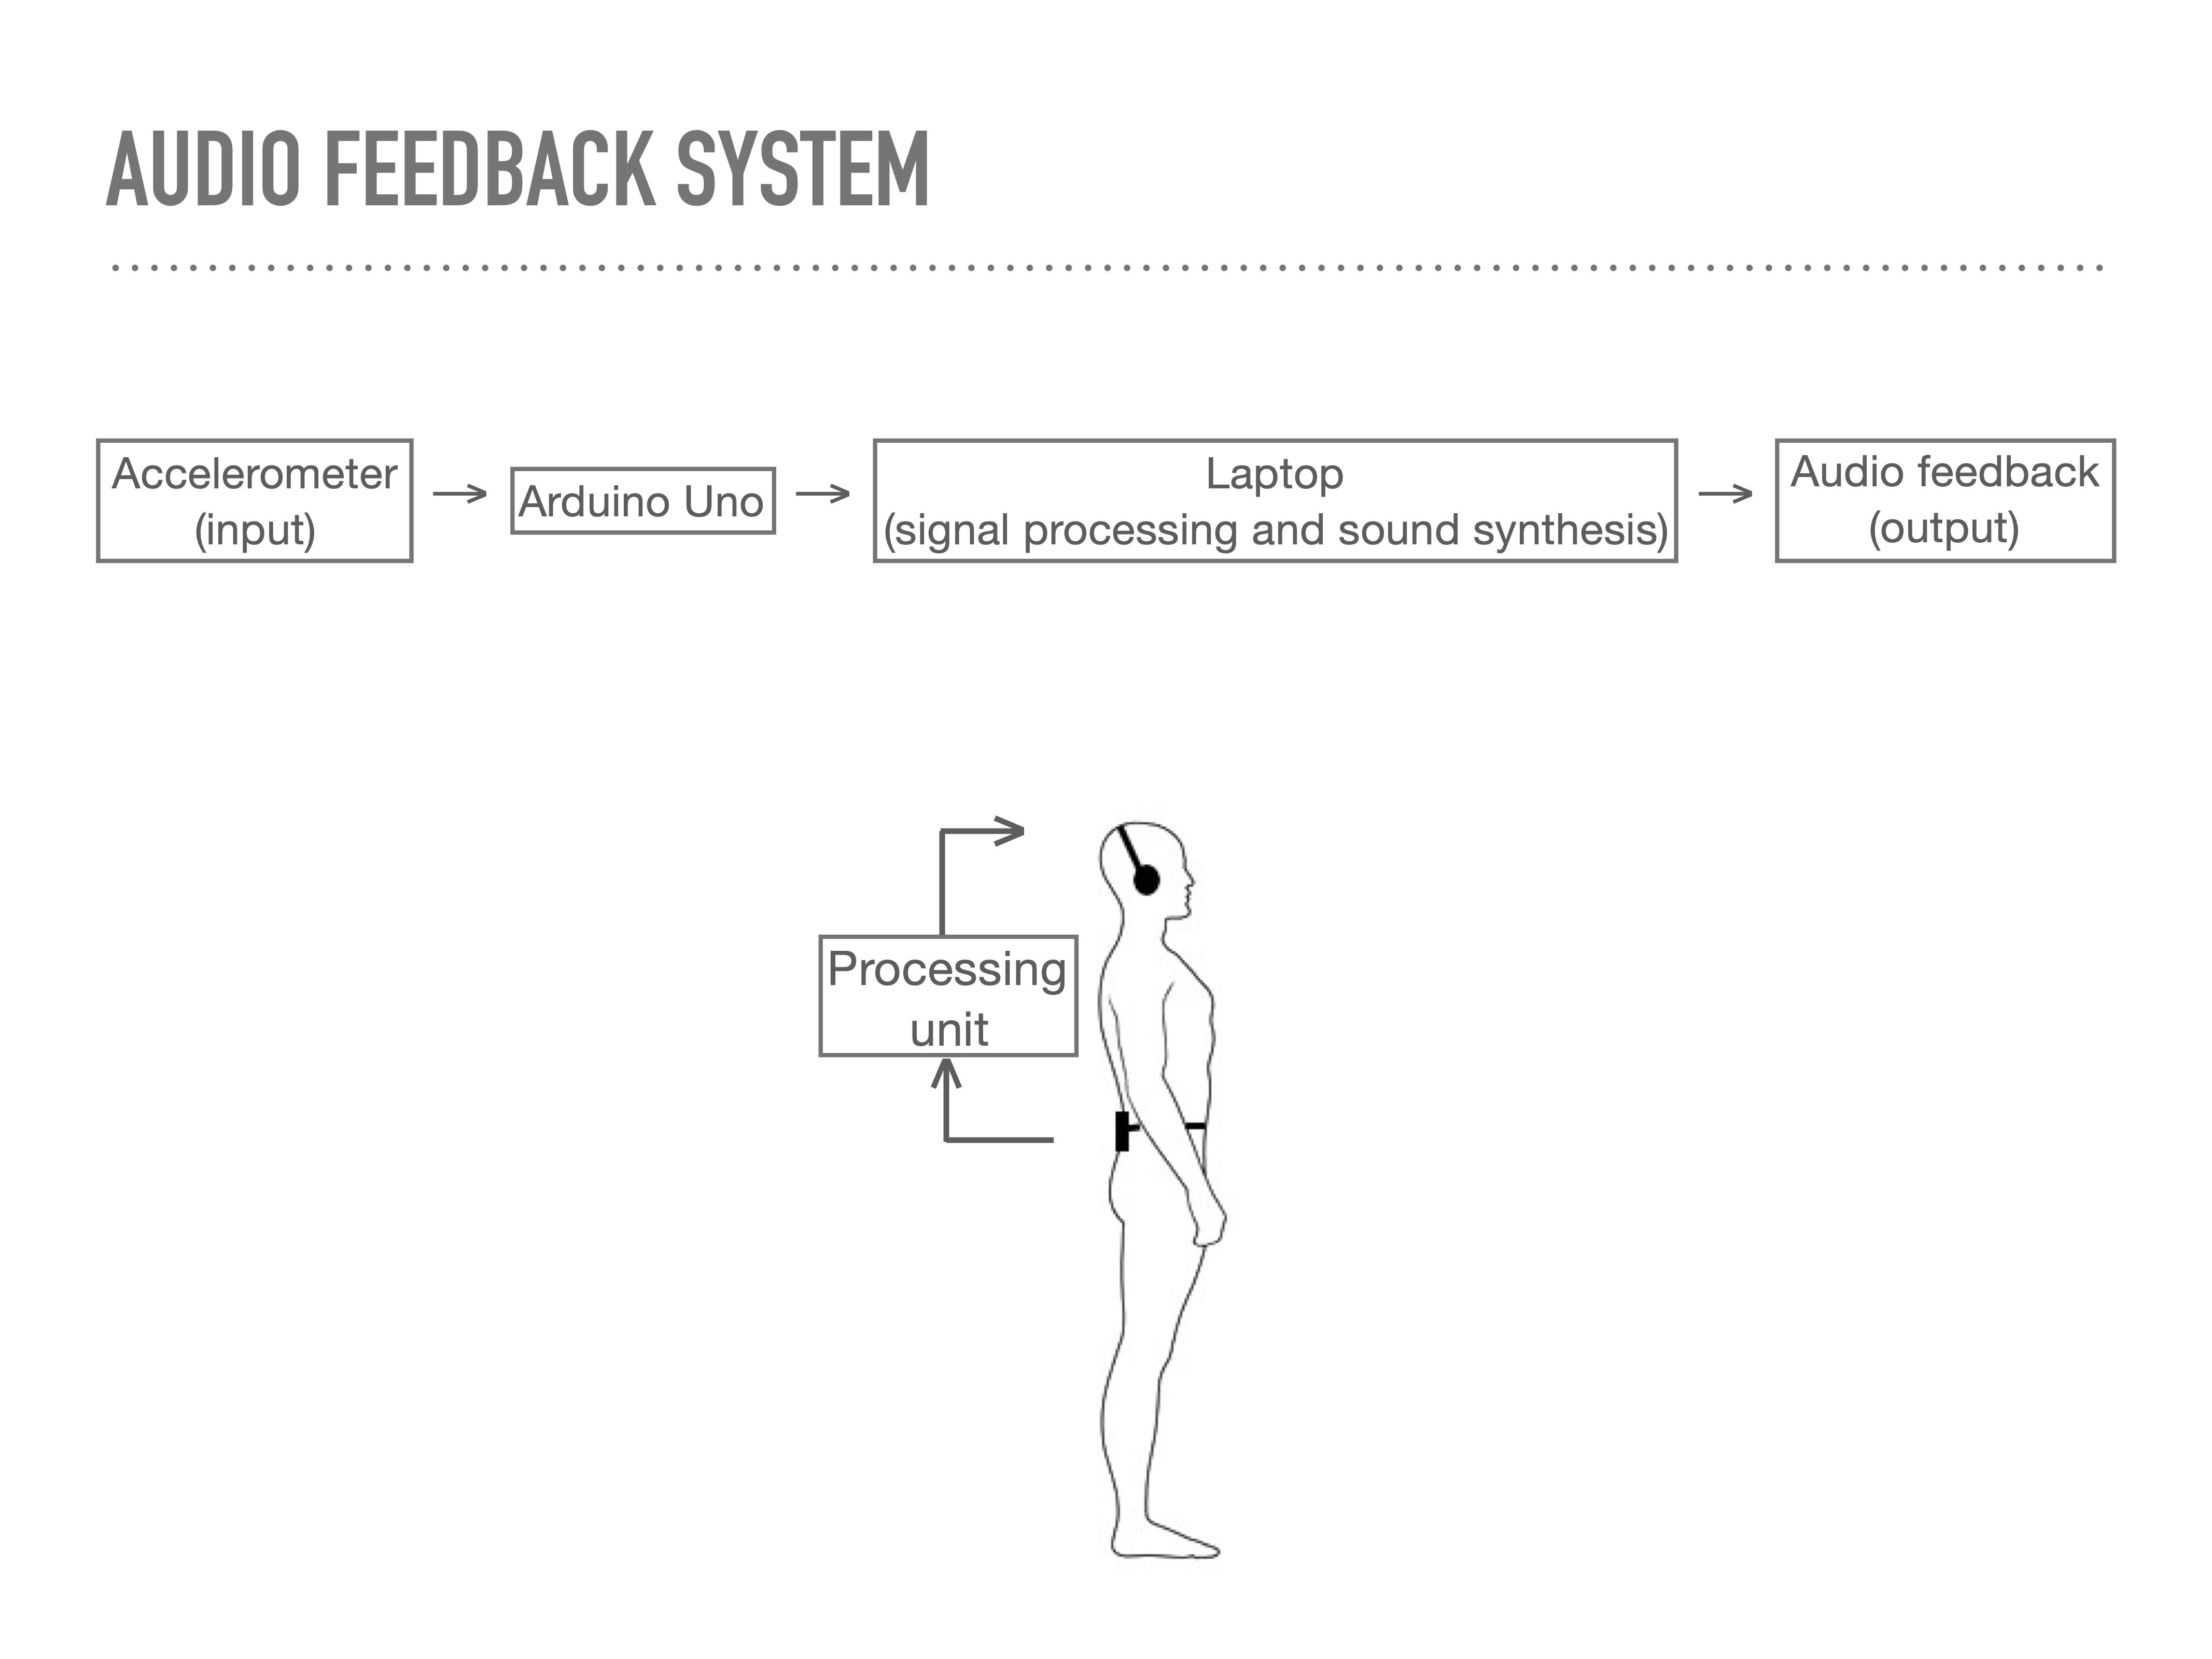 AUDIO FEEDBACK SYSTEM
Accelerometer
(input)
Arduino Uno
Laptop
(signal processing and sound synthesis)
Audio feedback
(output)
Processing
unit